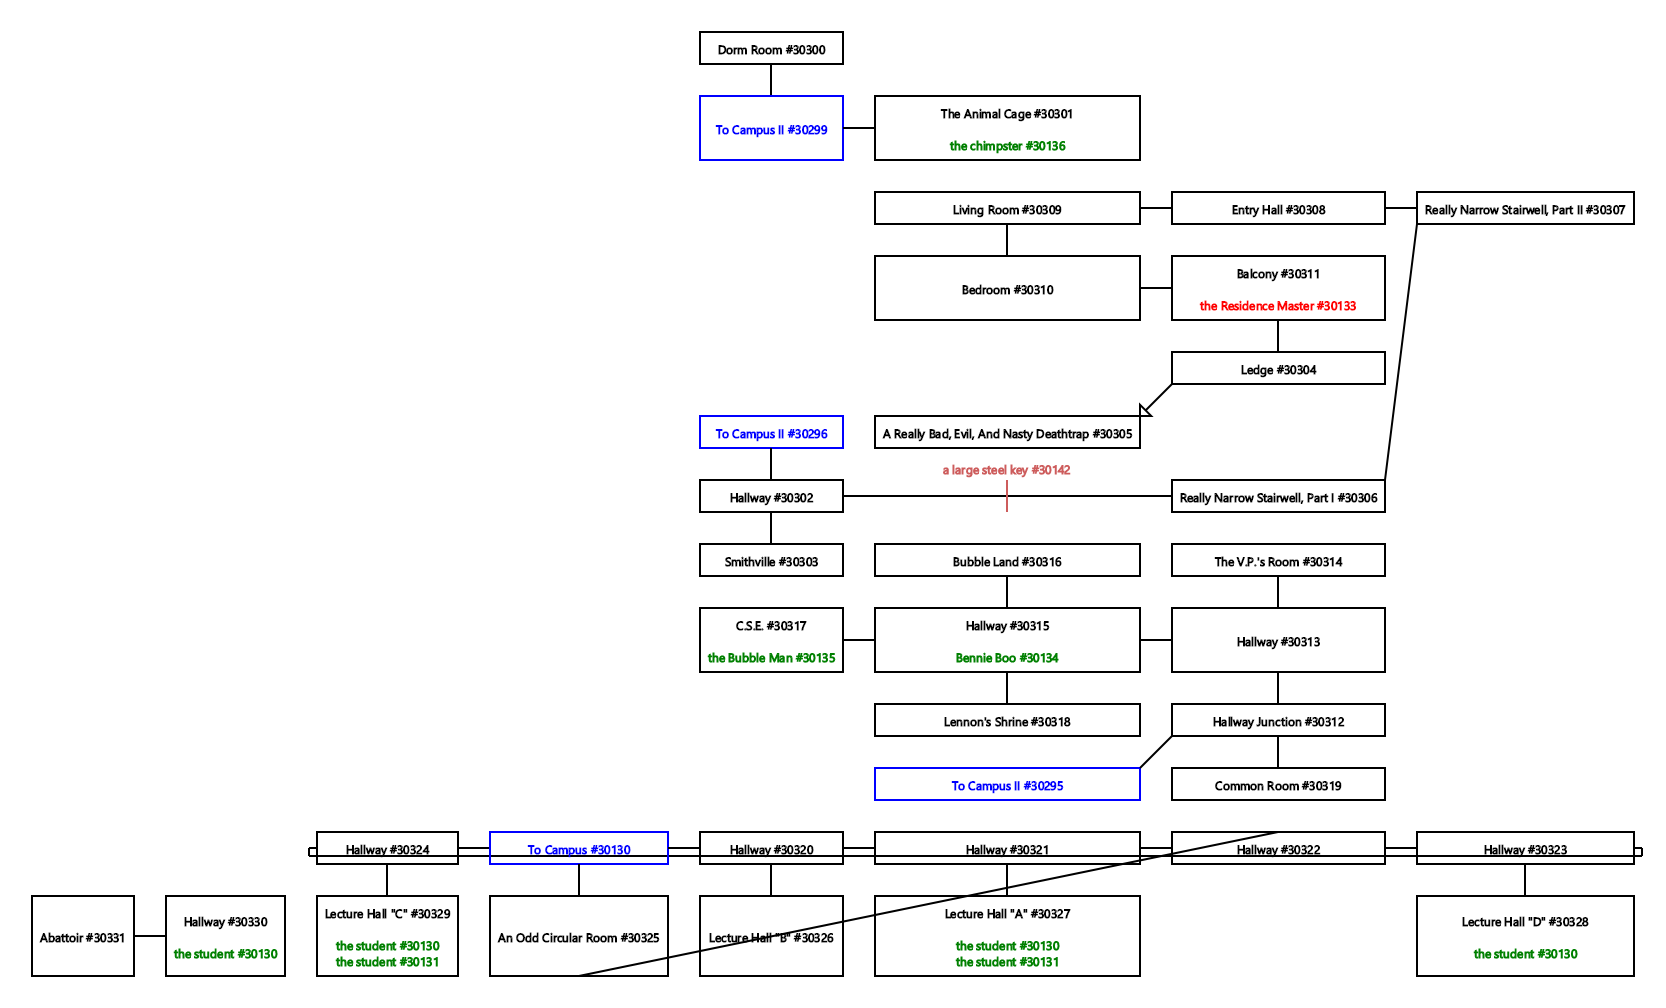 Dorm Room #30300
To Campus II #30299
The Animal Cage #30301
the chimpster #30136
Living Room #30309
Entry Hall #30308
Really Narrow Stairwell, Part II #30307
Bedroom #30310
Balcony #30311
the Residence Master #30133
Ledge #30304
To Campus II #30296
A Really Bad, Evil, And Nasty Deathtrap #30305
a large steel key #30142
Hallway #30302
Really Narrow Stairwell, Part I #30306
Smithville #30303
Bubble Land #30316
The V.P.'s Room #30314
C.S.E. #30317
the Bubble Man #30135
Hallway #30315
Bennie Boo #30134
Hallway #30313
Lennon's Shrine #30318
Hallway Junction #30312
To Campus II #30295
Common Room #30319
Hallway #30324
To Campus #30130
Hallway #30320
Hallway #30321
Hallway #30322
Hallway #30323
Abattoir #30331
Hallway #30330
the student #30130
Lecture Hall "C" #30329
the student #30130
the student #30131
An Odd Circular Room #30325
Lecture Hall "B" #30326
Lecture Hall "A" #30327
the student #30130
the student #30131
Lecture Hall "D" #30328
the student #30130